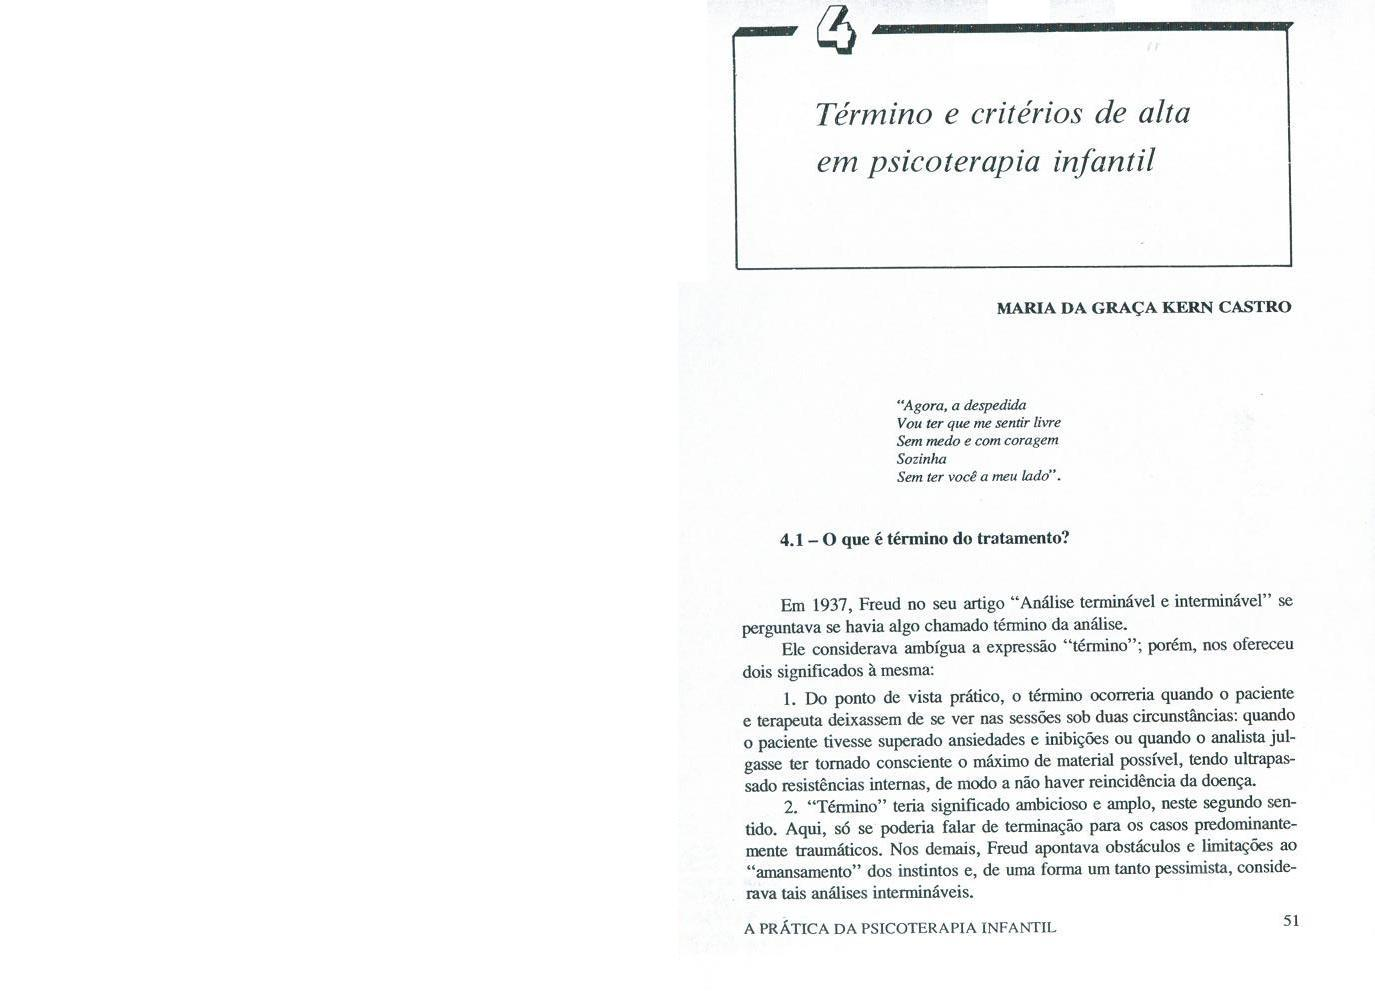 4
Término e critérios de alta
em psicoterapia infantil
MARIA DA GRAÇA KERN CASTRO
“Agora, a despedida
Vou ter que me sentir livre
Sem medo e com coragem
Sozinha
Sem ter você a meu lado”.
4.1 – O que é término do tratamento?
Em 1937, Freud no seu artigo “Análise terminável e interminável” se
perguntava se havia algo chamado término da análise.
Ele considerava ambígua a expressão “término”; porém, nos ofereceu
dois significados à mesma:
1. Do ponto de vista prático, o término ocorreria quando o paciente
e terapeuta deixassem de se ver nas sessões sob duas circunstâncias: quando
o paciente tivesse superado ansiedades e inibições ou quando o analista jul-
gasse ter tornado consciente o máximo de material possível, tendo ultrapas-
sado resistências internas, de modo a não haver reincidência da doença.
2. “Término” teria significado ambicioso e amplo, neste segundo sen-
tido. Aqui, só se poderia falar de terminação para os casos predominante-
mente traumáticos. Nos demais, Freud apontava obstáculos e limitações ao
“amansamento” dos instintos e, de uma forma um tanto pessimista, conside-
rava tais análises intermináveis.
A PRÁTICA DA PSICOTERAPIA INFANTIL
51